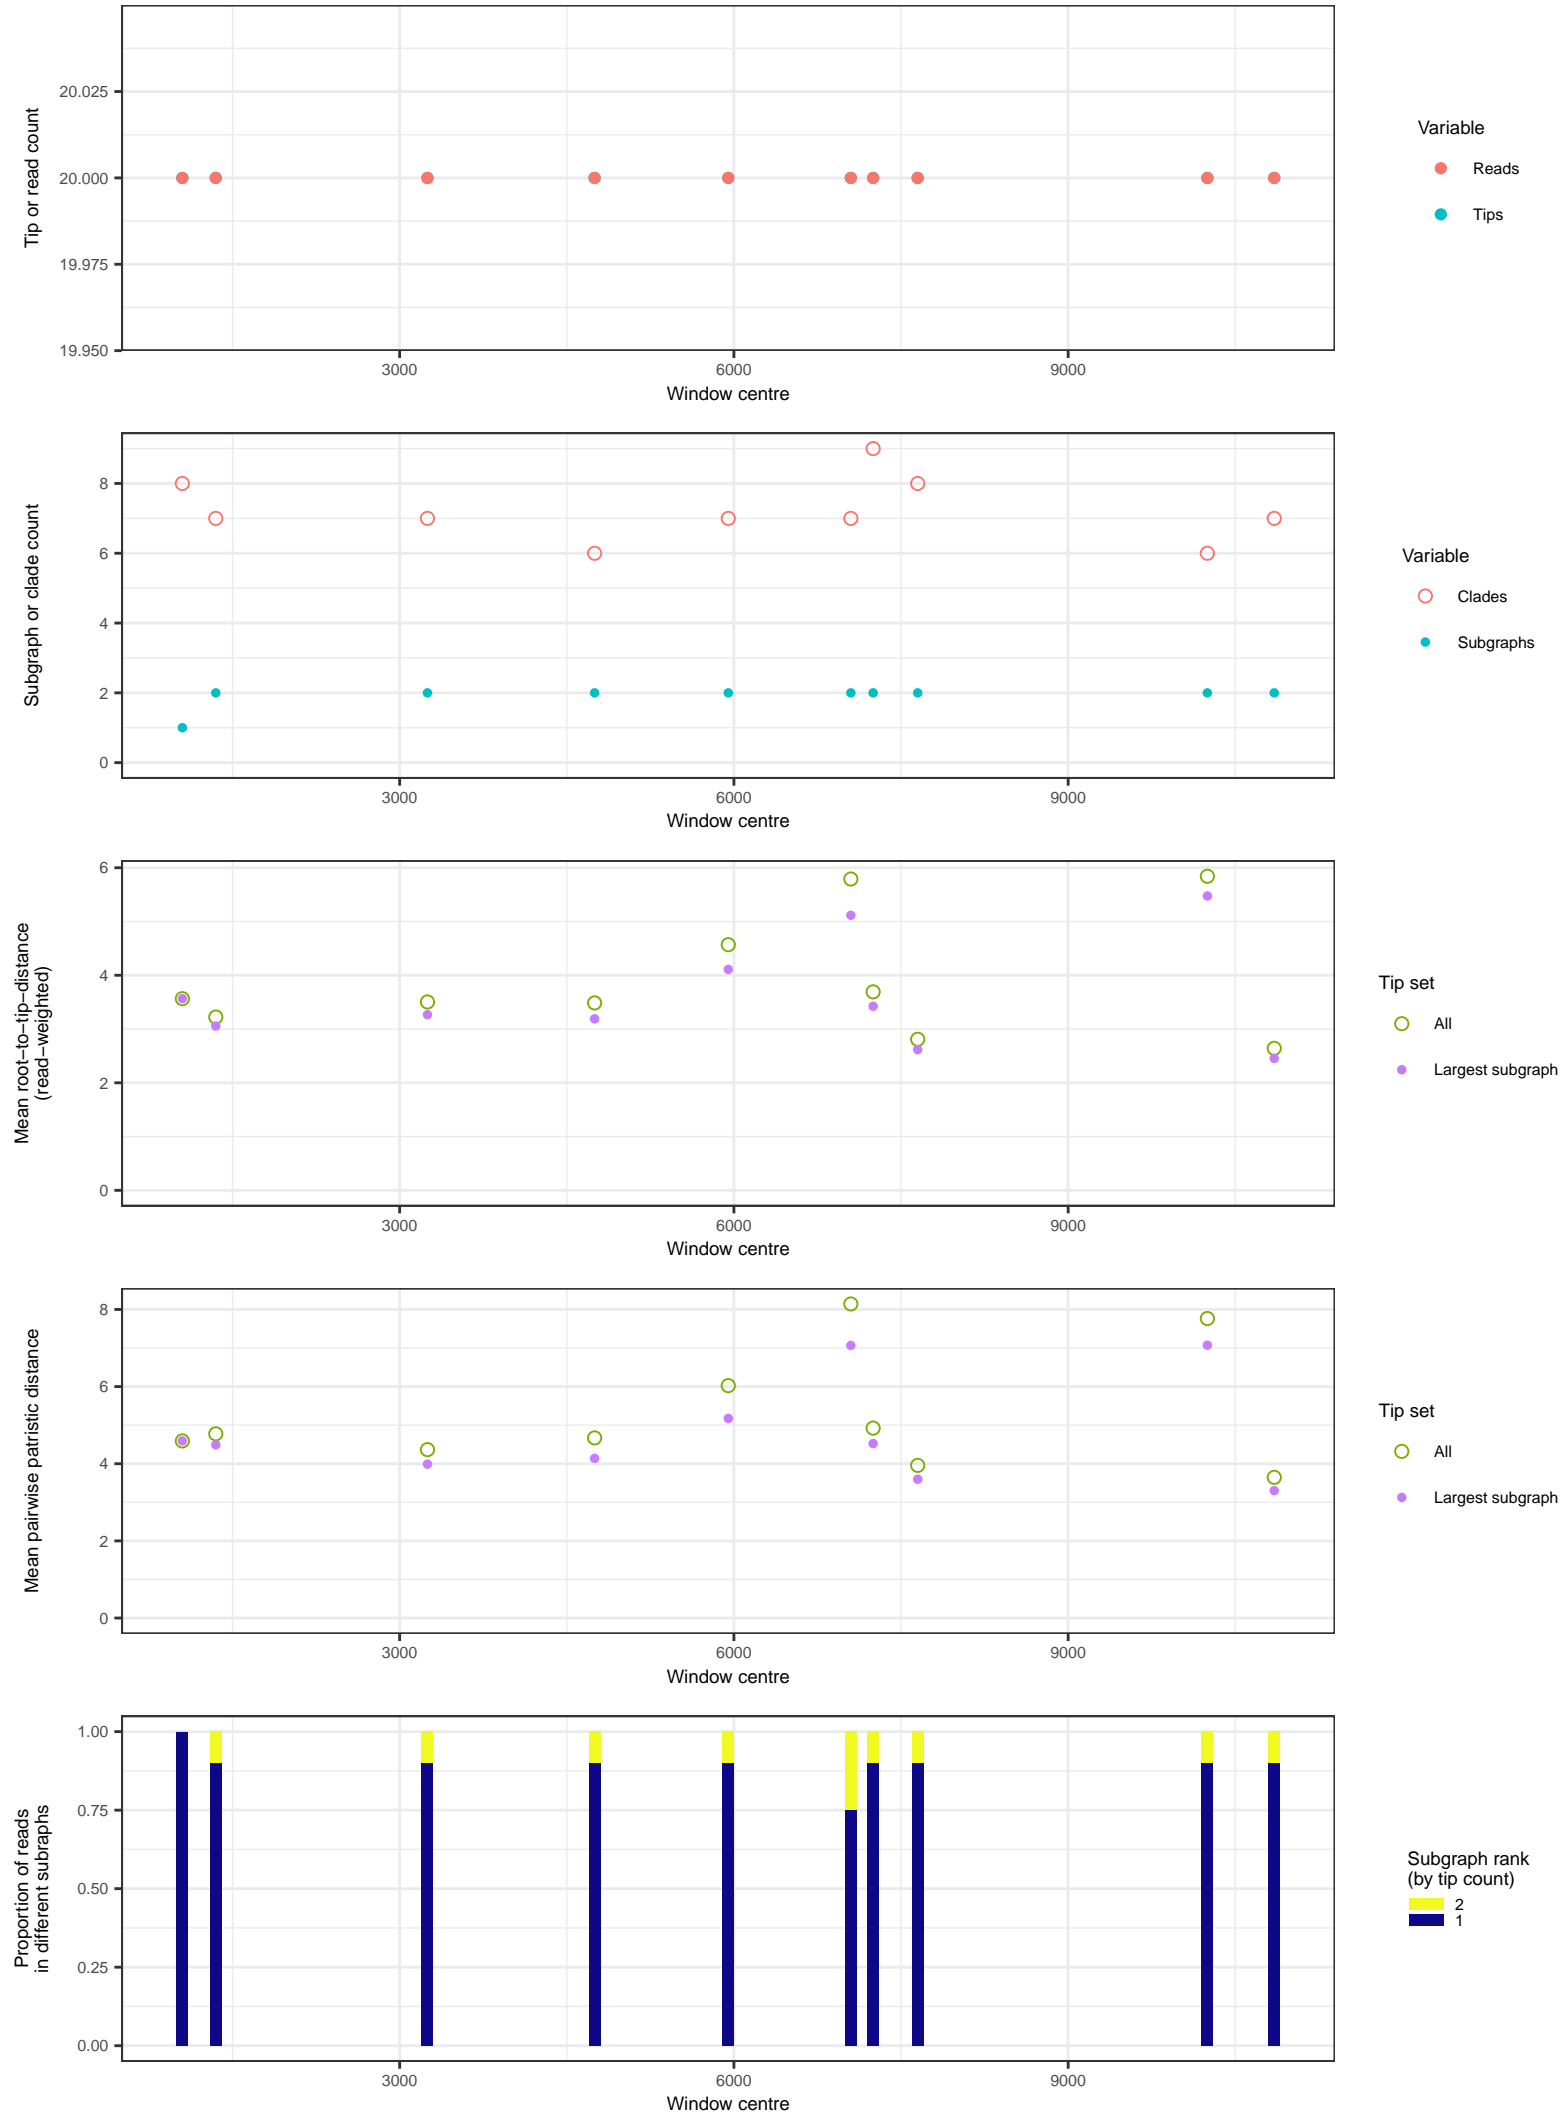 20.025
20.000
19.975
19.950
Tip or read count
3000 6000 9000
Window centre
Variable
Reads
Tips
8
6
4
2
0
Subgraph or clade count
3000 6000 9000
Window centre
Variable
Clades
Subgraphs
6
4
2
0
Mean root−to−tip−distance
(read−weighted)
3000 6000 9000
Window centre
Tip set
All
Largest subgraph
8
6
4
2
0
Mean pairwise patristic distance
3000 6000 9000
Window centre
Tip set
All
Largest subgraph
1.00
0.75
0.50
0.25
0.00
Proportion of reads
in different subraphs
3000 6000 9000
Window centre
Subgraph rank
(by tip count)
2
1